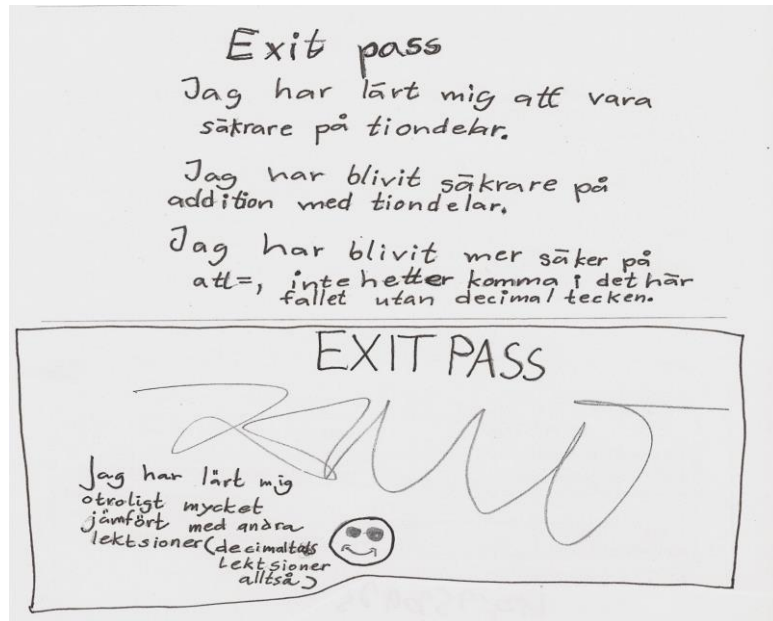 Exit pass
Jag har lärt mig att vara
säkrare på tiondelar.
Jag har blivit säkrare på
addition med tiondelar.
Jag har blivit mer säker på
att=, inte hetter komma i det här
fallet utan decimal tecken.
EXIT PASS
Jag har lärt mig
otroligt mycket
jämfört med andra
lektsioner (decimaltals
Lektsioner
alltså)